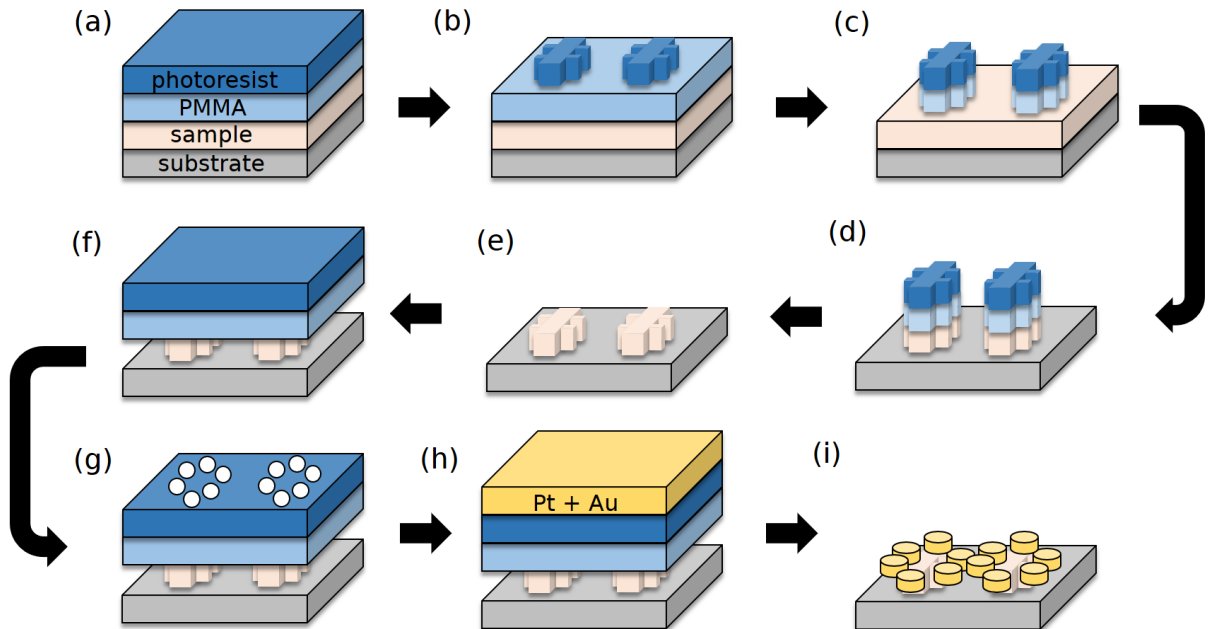 (a)
photoresist
PMMA
sample
substrate
(b)
(c)
(d)
(e)
(f)
(g)
(h)
Pt + Au
(i)